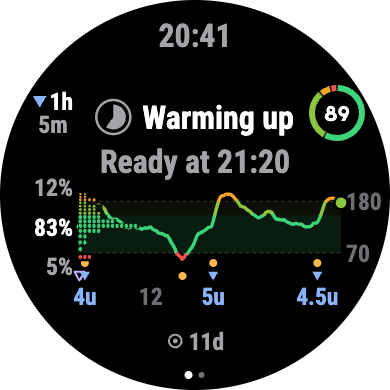 20:41
1h
5m
Warming up
89
Ready at 21:20
12%
180
83%
5%
70
4u 12 5u 4.5u
11d